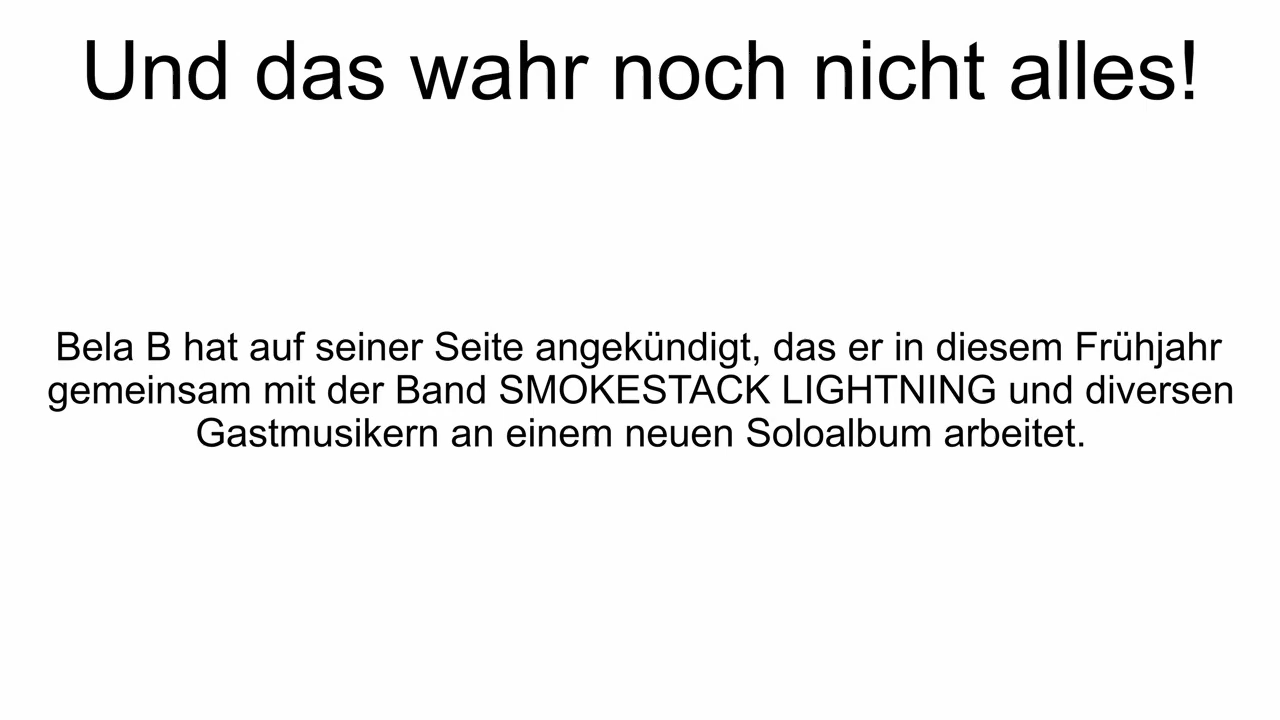 Und das wahr noch nicht alles!
Bela B hat auf seiner Seite angekündigt, das er in diesem Frühjahr
gemeinsam mit der Band SMOKESTACK LIGHTNING und diversen
Gastmusikern an einem neuen Soloalbum arbeitet.